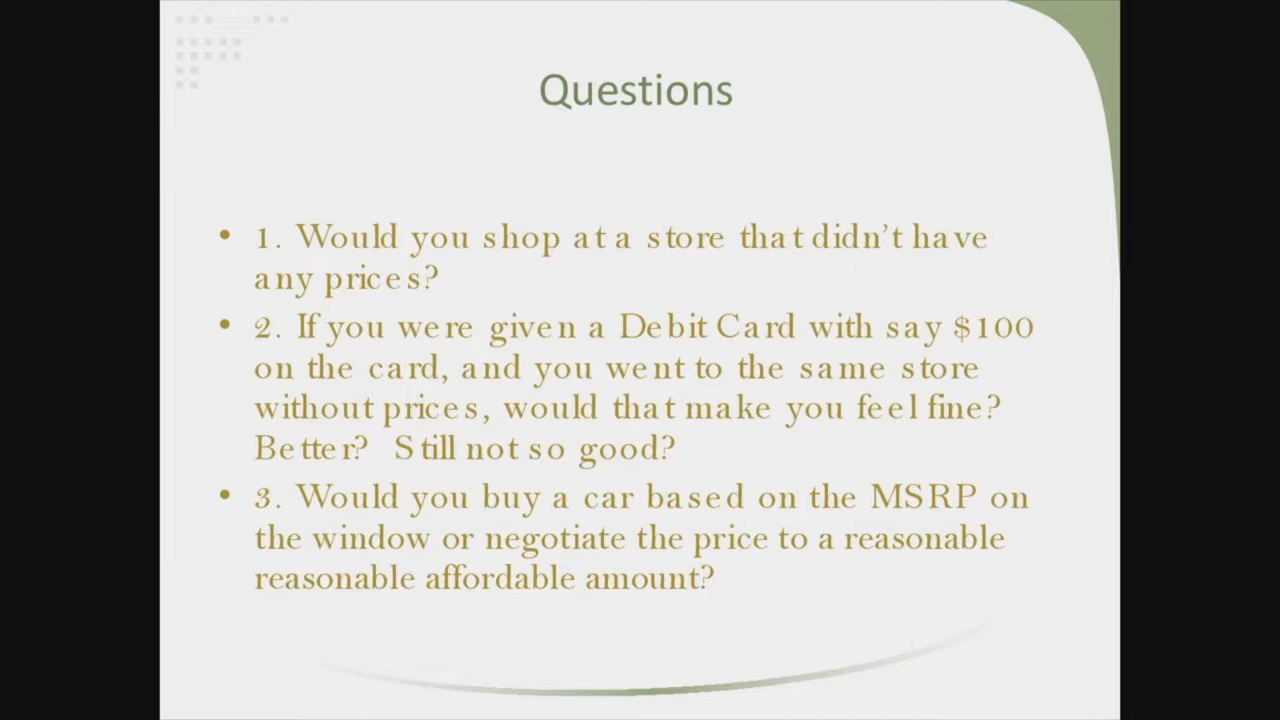 Questions
• 1. Would you shop at a store that didn't have
any prices?
• 2. If you were given a Debit Card with say $100
on the card, and you went to the same store
without prices, would that make you feel fine?
Better? Still not so good?
• 3. Would you buy a car based on the MSRP on
the window or negotiate the price to a reasonable
reasonable affordable amount?